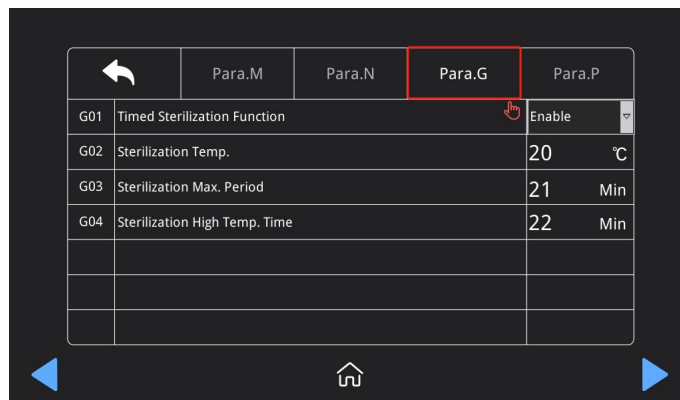 Para.M Para.N Para.G Para.P
G01 Timed Sterilization Function Enable
G02 Sterilization Temp. 20 ℃
G03 Sterilization Max. Period 21 Min
G04 Sterilization High Temp. Time 22 Min